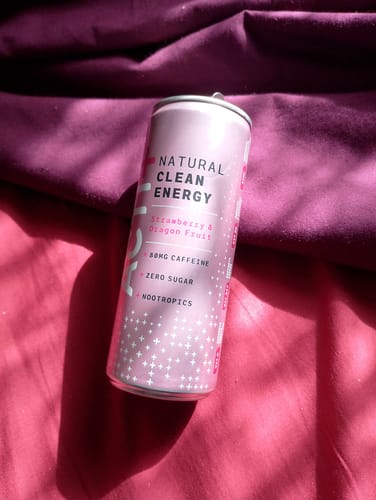 NATURAL
CLEAN
ENERGY
Strawberry &
Dragon Fruit
+ 80MG CAFFEINE
+ ZERO SUGAR
+ NOOTROPICS